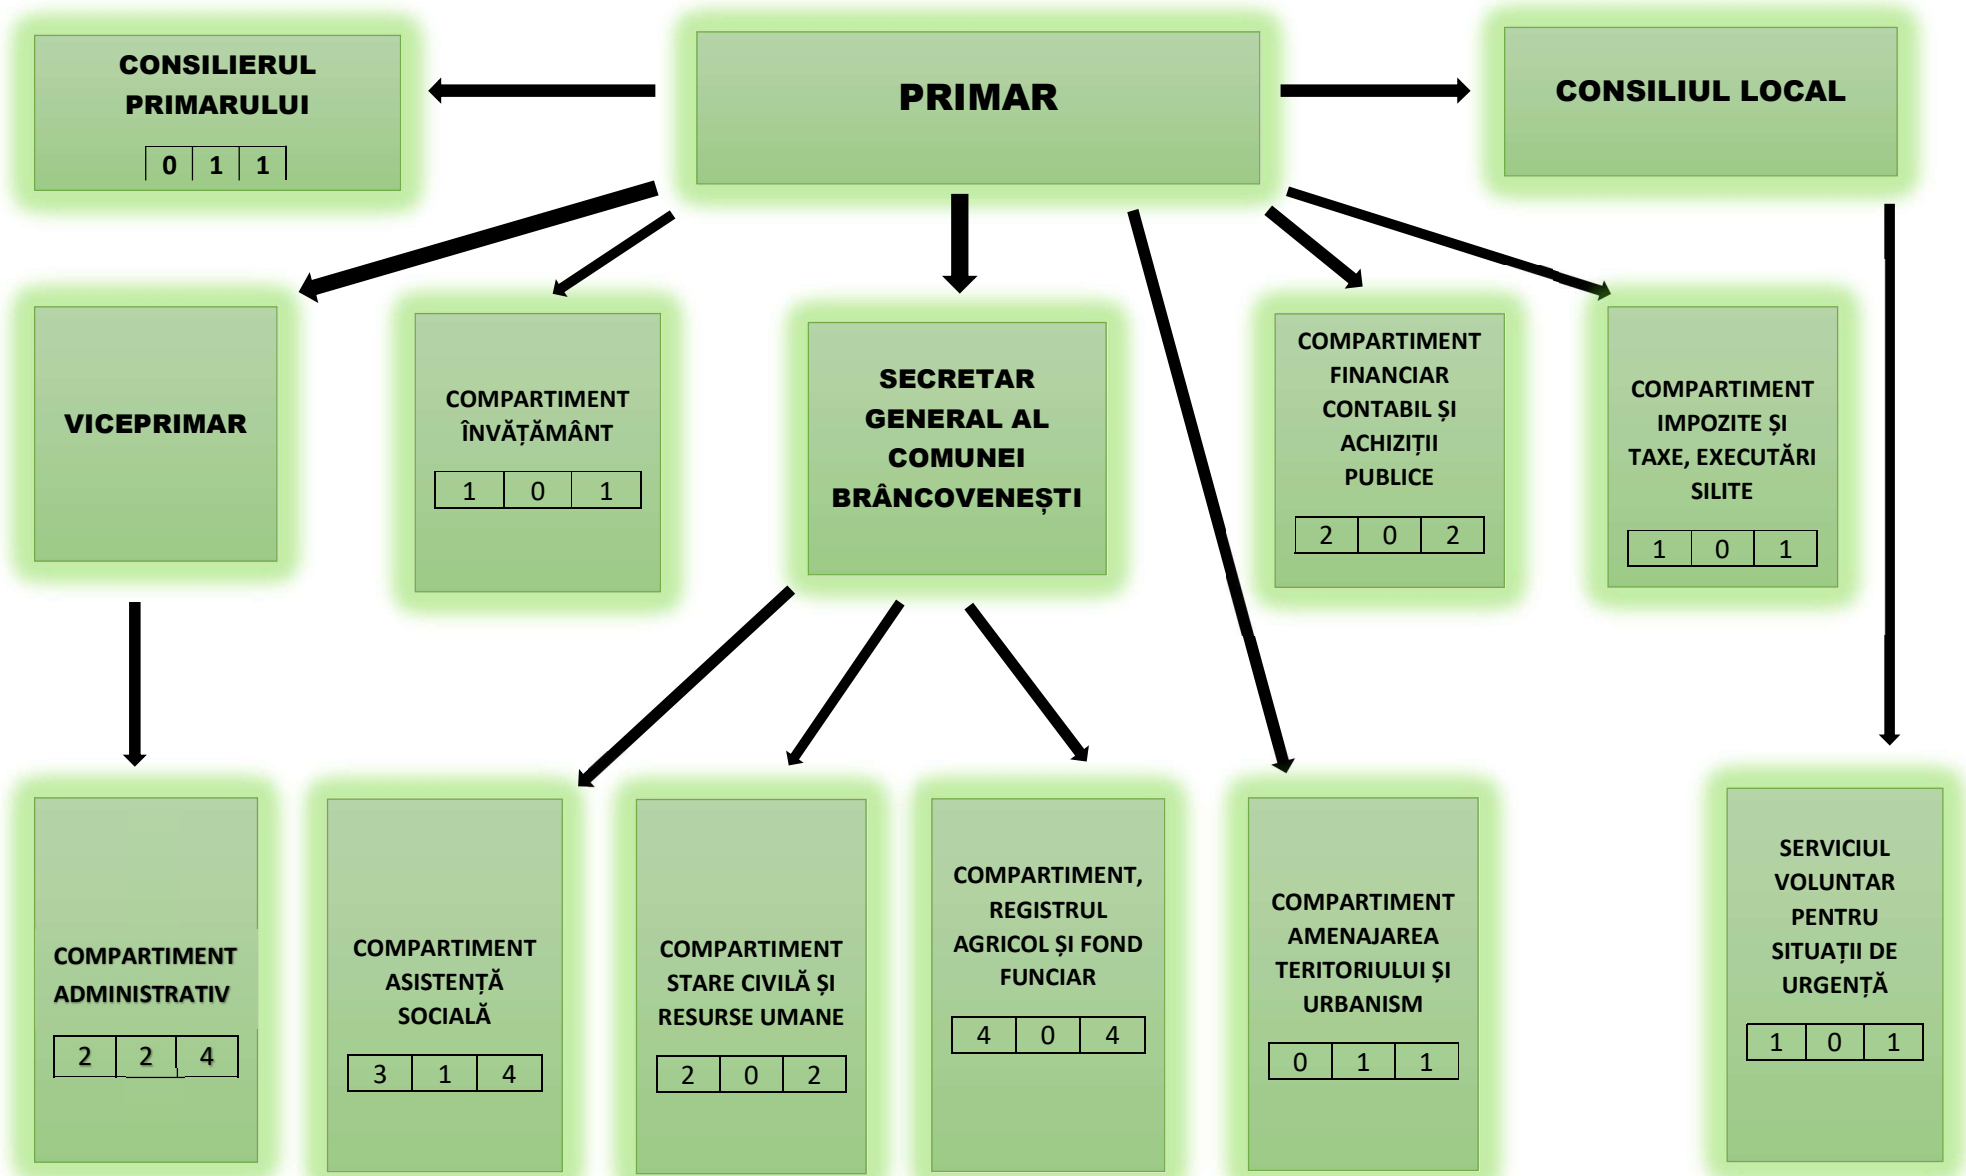 CONSILIERUL
PRIMARULUI
0 1 1
PRIMAR
CONSILIUL LOCAL
VICEPRIMAR
COMPARTIMENT
ÎNVĂȚĂMÂNT
1 0 1
SECRETAR
GENERAL AL
COMUNEI
BRÂNCOVENEȘTI
COMPARTIMENT
FINANCIAR
CONTABIL ȘI
ACHIZIȚII
PUBLICE
2 0 2
COMPARTIMENT
IMPOZITE ȘI
TAXE, EXECUTĂRI
SILITE
1 0 1
COMPARTIMENT
ADMINISTRATIV
2 2 4
COMPARTIMENT
ASISTENȚĂ
SOCIALĂ
3 1 4
COMPARTIMENT
STARE CIVILĂ ȘI
RESURSE UMANE
2 0 2
COMPARTIMENT,
REGISTRUL
AGRICOL ȘI FOND
FUNCIAR
4 0 4
COMPARTIMENT
AMENAJAREA
TERITORIULUI ȘI
URBANISM
0 1 1
SERVICIUL
VOLUNTAR
PENTRU
SITUAȚII DE
URGENȚĂ
1 0 1